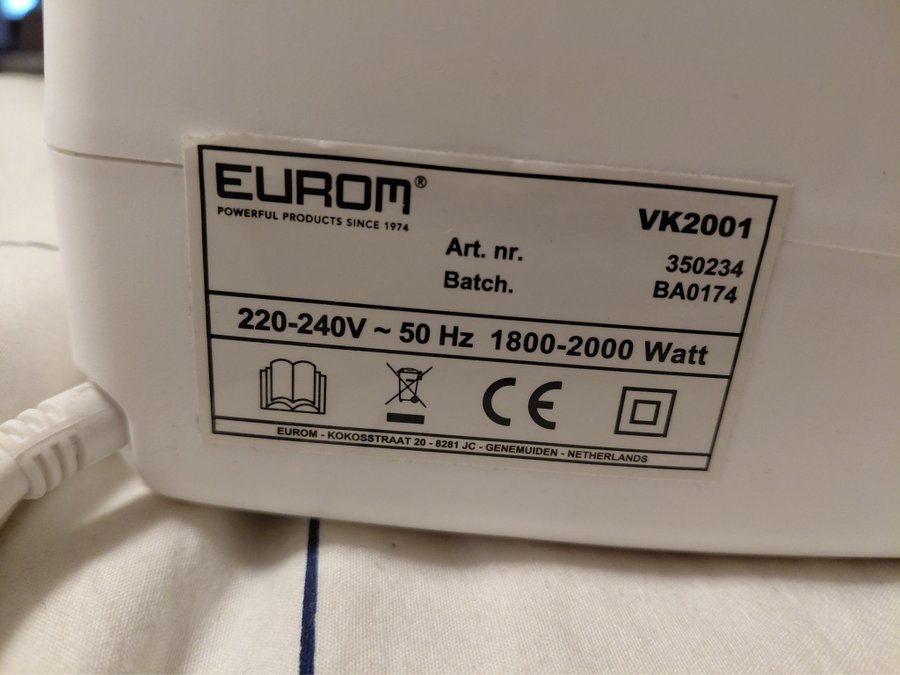 EUROM®
POWERFUL PRODUCTS SINCE 1974
VK2001
Art. nr. 350234
Batch. BA0174
220-240V ~ 50 Hz 1800-2000 Watt
CE
EUROM - KOKOSSTRAAT 20 - 8281 JC - GENEMUIDEN - NETHERLANDS